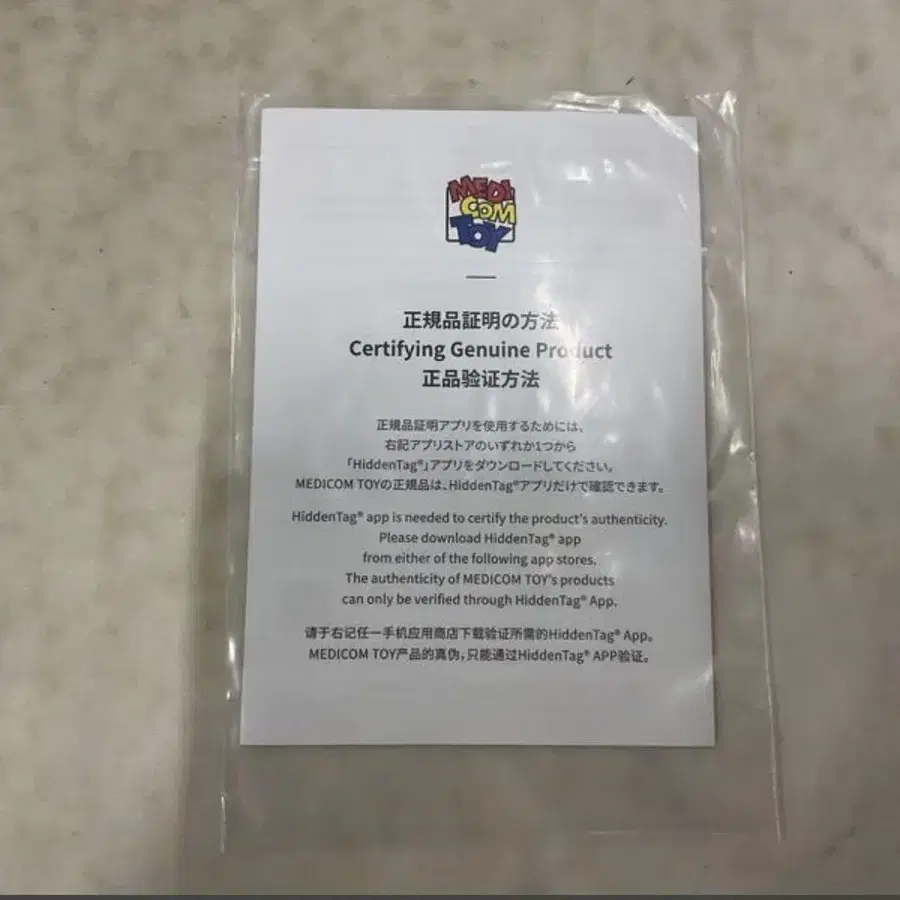 MEDI
COM
TOY
正規品証明の方法
Certifying Genuine Product
正品验证方法
正規品証明アプリを使用するためには、
右記アプリストアのいずれか1つから
「HiddenTag®」アプリをダウンロードしてください。
MEDICOM TOYの正規品は、HiddenTag®アプリだけで確認できます。
HiddenTag® app is needed to certify the product's authenticity.
Please download HiddenTag® app
from either of the following app stores.
The authenticity of MEDICOM TOY's products
can only be verified through HiddenTag® App.
请于右记任一手机应用商店下载验证所需的HiddenTag® App。
MEDICOM TOY产品的真伪，只能通过HiddenTag® APP验证。